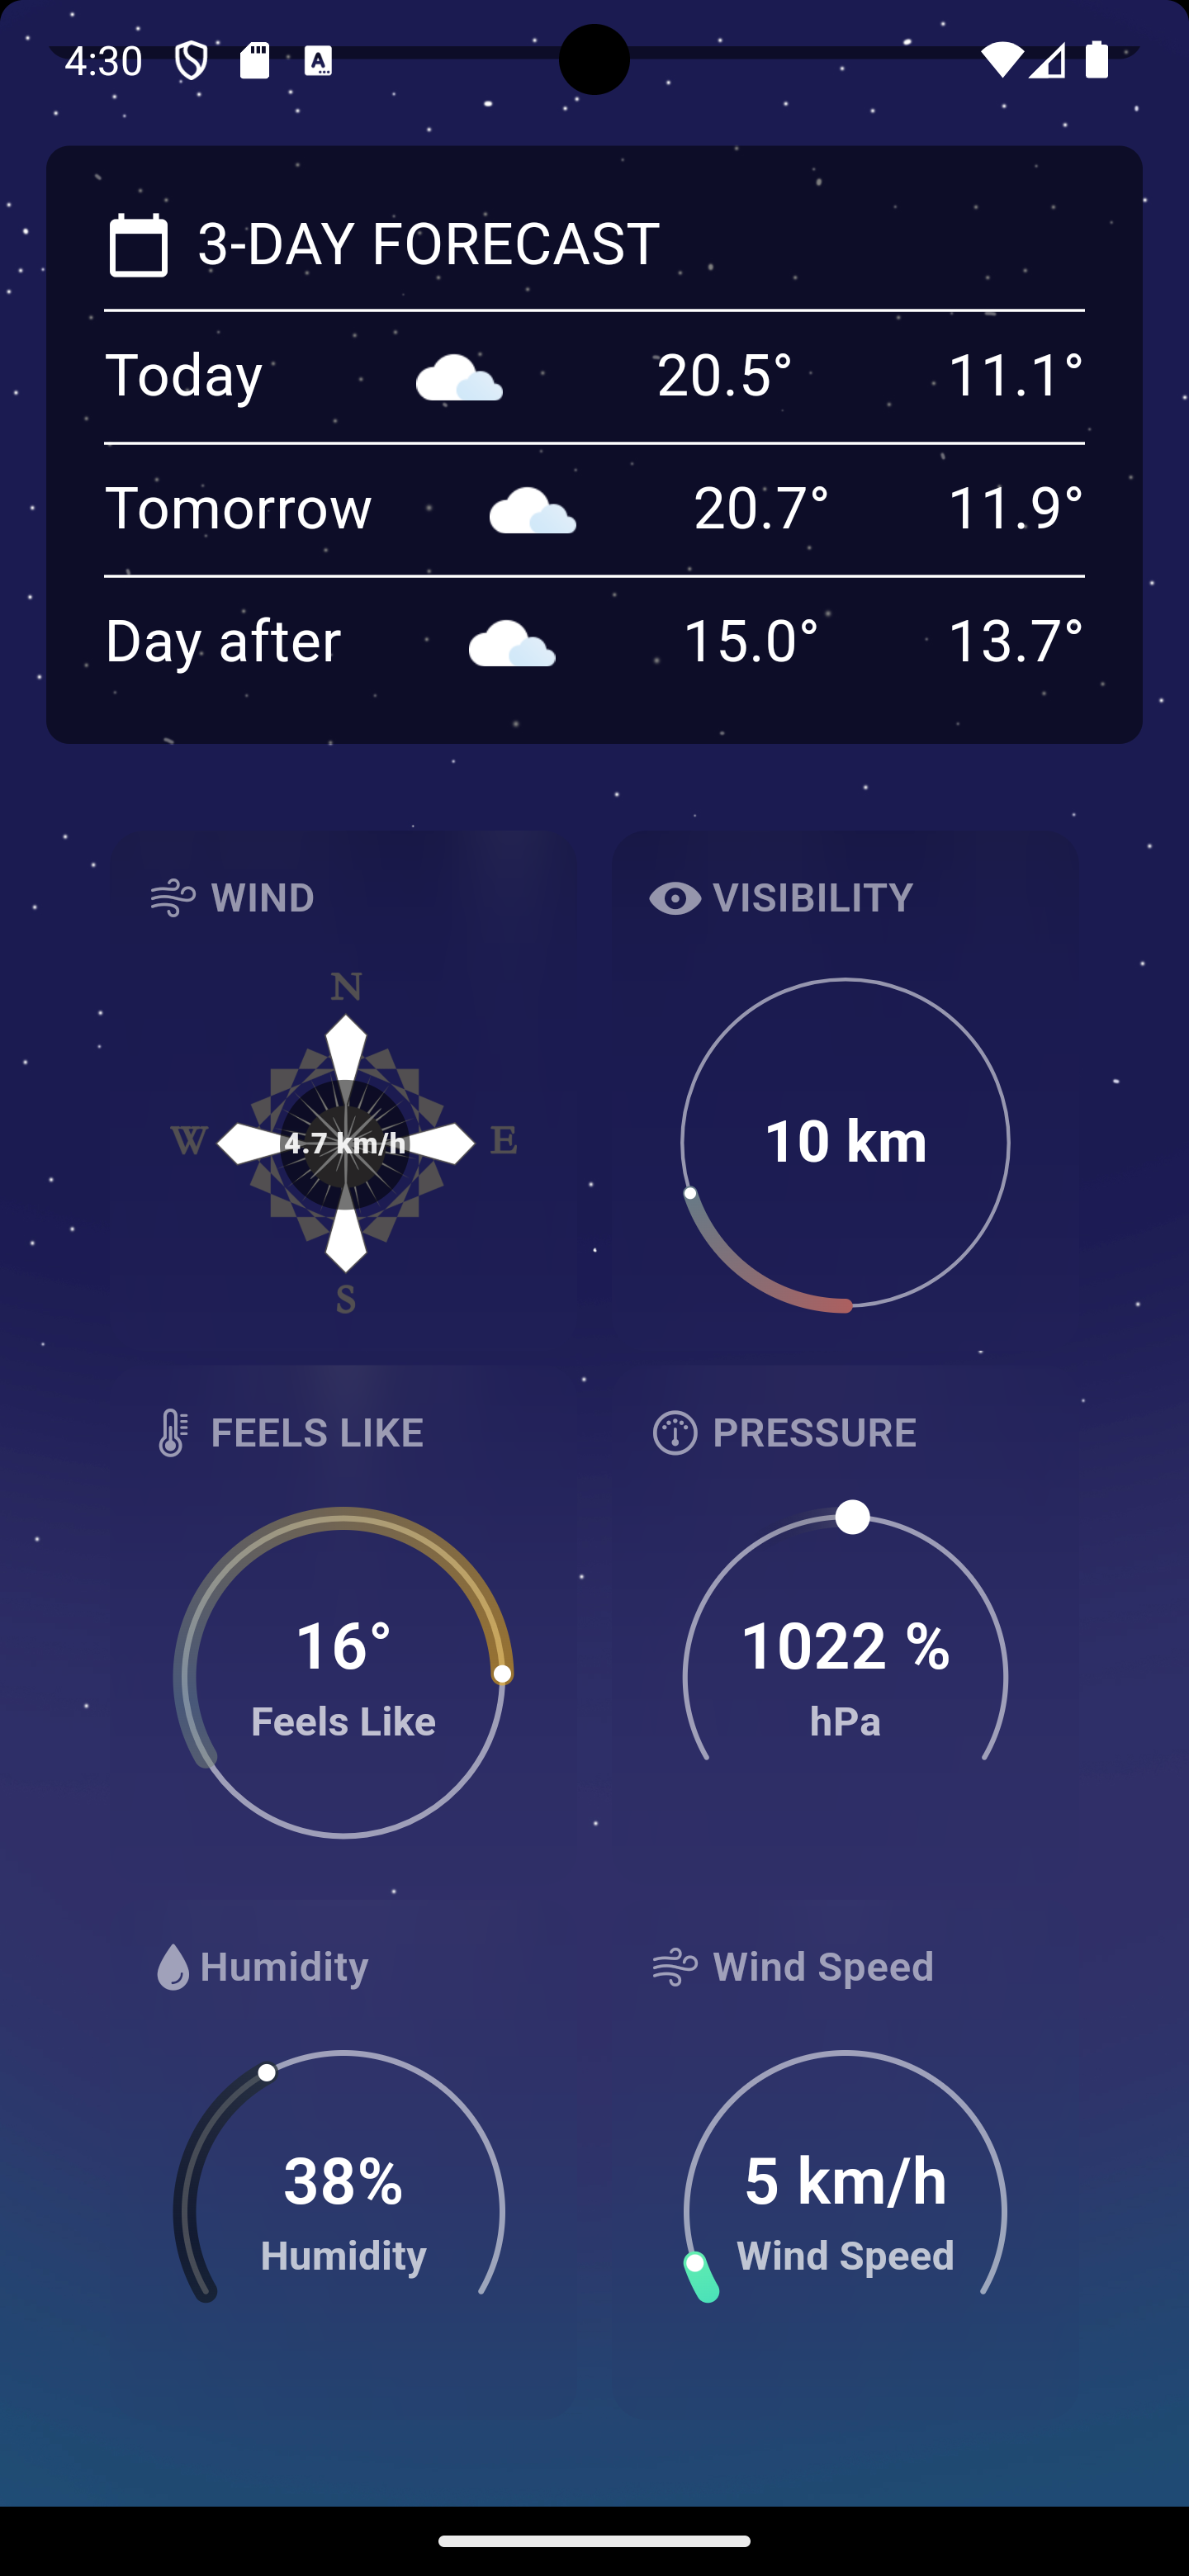 4:30
3-DAY FORECAST
Today 20.5° 11.1°
Tomorrow 20.7° 11.9°
Day after 15.0° 13.7°
WIND
N
W 4.7 km/h E
S
VISIBILITY
10 km
FEELS LIKE
16°
Feels Like
PRESSURE
1022 %
hPa
Humidity
38%
Humidity
Wind Speed
5 km/h
Wind Speed